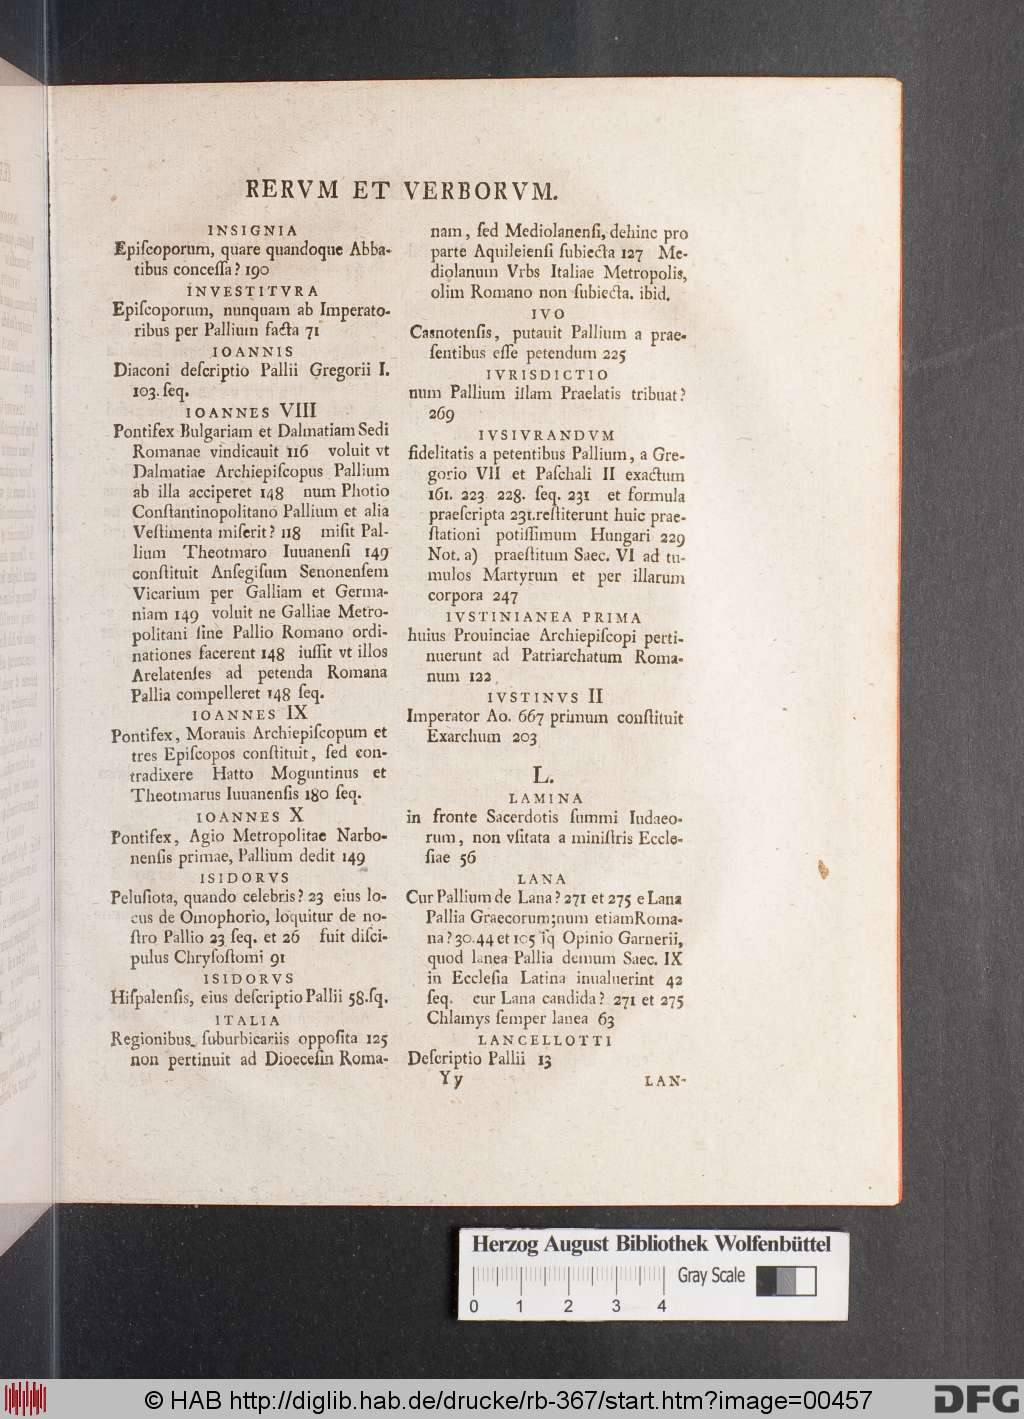 RERVM ET VERBORVM.
INSIGNIA
Epiſcoporum, quare quandoque Abba-
tibus conceſſa? 190
INVESTITVRA
Epiſcoporum, nunquam ab Imperato-
ribus per Pallium facta 71
IOANNIS
Diaconi deſcriptio Pallii Gregorii I.
103. ſeq.
IOANNES VIII
Pontifex Bulgariam et Dalmatiam Sedi
Romanae vindicauit 116 voluit vt
Dalmatiae Archiepiſcopus Pallium
ab illa acciperet 148 num Photio
Conſtantinopolitano Pallium et alia
Veſtimenta miſerit? 118 miſit Pal-
lium Theotmaro Iuuanenſi 149
conſtituit Anſegiſum Senonenſem
Vicarium per Galliam et Germa-
niam 149 voluit ne Galliae Metro-
politani ſine Pallio Romano ordi-
nationes facerent 148 iuſſit vt illos
Arelatenſes ad petenda Romana
Pallia compelleret 148 ſeq.
IOANNES IX
Pontifex, Morauis Archiepiſcopum et
tres Epiſcopos conſtituit, ſed con-
tradixere Hatto Moguntinus et
Theotmarus Iuuanenſis 180 ſeq.
IOANNES X
Pontifex, Agio Metropolitae Narbo-
nenſis primae, Pallium dedit 149
ISIDORVS
Peluſiota, quando celebris? 23 eius lo-
cus de Omophorio, loquitur de no-
ſtro Pallio 23 ſeq. et 26 fuit diſci-
pulus Chryſoſtomi 91
ISIDORVS
Hiſpalenſis, eius deſcriptio Pallii 58. ſq.
ITALIA
Regionibus ſuburbicariis oppoſita 125
non pertinuit ad Dioeceſin Roma-
nam, ſed Mediolanenſi, dehinc pro
parte Aquileienſi ſubiecta 127 Me-
diolanum Vrbs Italiae Metropolis,
olim Romano non ſubiecta. ibid.
IVO
Casnotenſis, putauit Pallium a prae-
ſentibus eſſe petendum 225
IVRISDICTIO
num Pallium illam Praelatis tribuat?
269
IVSIVRANDVM
fidelitatis a petentibus Pallium, a Gre-
gorio VII et Paſchali II exactum
161. 223 228. ſeq. 231 et formula
praeſcripta 231. reſtiterunt huic prae-
ſtationi potiſſimum Hungari 229
Not. a) praeſtitum Saec. VI ad tu-
mulos Martyrum et per illarum
corpora 247
IVSTINIANEA PRIMA
huius Prouinciae Archiepiſcopi perti-
nuerunt ad Patriarchatum Roma-
num 122
IVSTINVS II
Imperator Ao. 667 primum conſtituit
Exarchum 203
L.
LAMINA
in fronte Sacerdotis ſummi Iudaeo-
rum, non vſitata a miniſtris Eccle-
ſiae 56
LANA
Cur Pallium de Lana? 271 et 275 e Lana
Pallia Graecorum; num etiam Roma-
na? 30. 44 et 105 ſq Opinio Garnerii,
quod lanea Pallia demum Saec. IX
in Eccleſia Latina inualuerint 42
ſeq. cur Lana candida? 271 et 275
Chlamys ſemper lanea 63
LANCELLOTTI
Deſcriptio Pallii 13
Yy LAN-
Herzog August Bibliothek Wolfenbüttel
Gray Scale
0 1 2 3 4
© HAB http://diglib.hab.de/drucke/rb-367/start.htm?image=00457
DFG